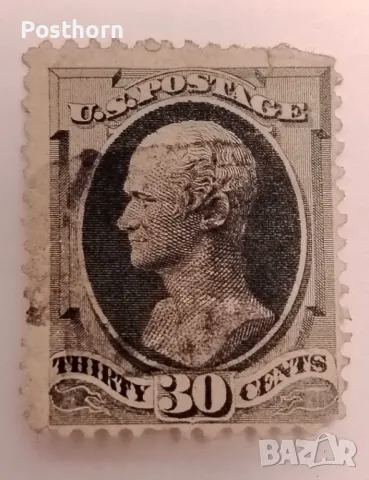 Posthorn
U.S. POSTAGE
THIRTY 30 CENTS
BAZAR